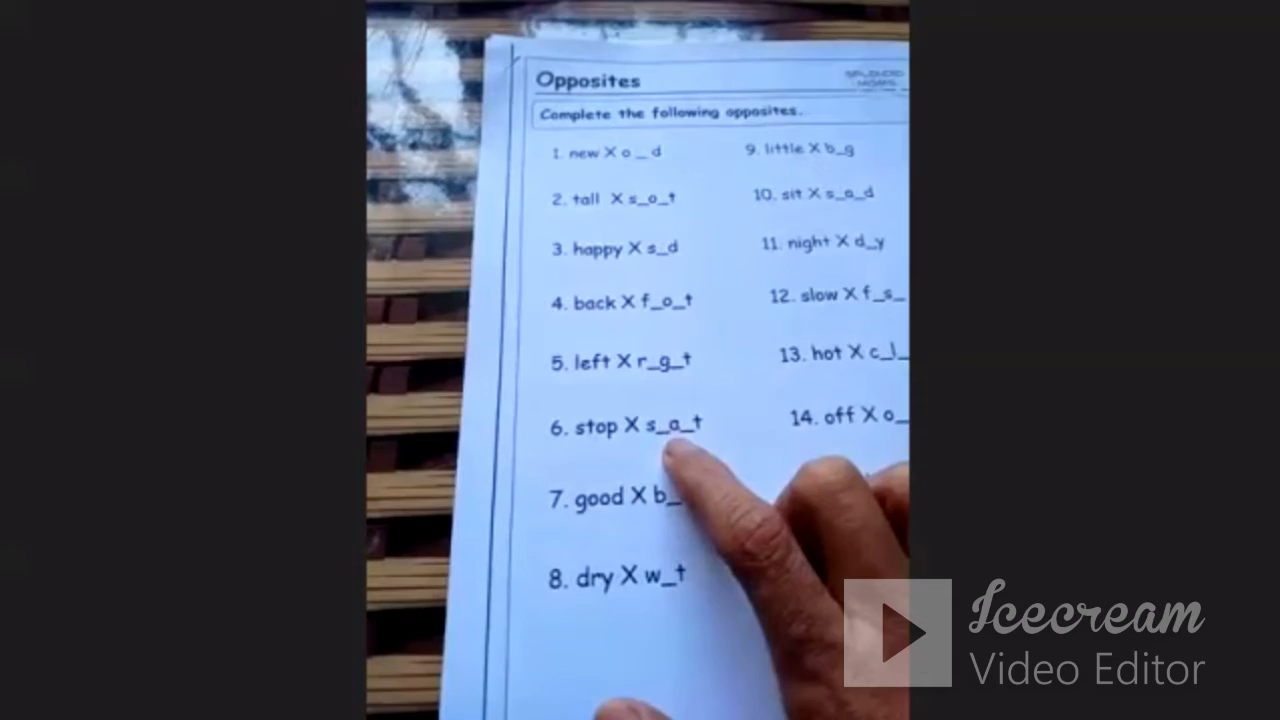 Opposites
SPLENDID
MOMS
Complete the following opposites.
1. new X o _ d
2. tall X s_o_t
3. happy X s_d
4. back X f_o_t
5. left X r_g_t
6. stop X s_a_t
7. good X b_
8. dry X w_t
9. little X b_g
10. sit X s_a_d
11. night X d_y
12. slow X f_s_
13. hot X c_l_
14. off X o_
Icecream
Video Editor